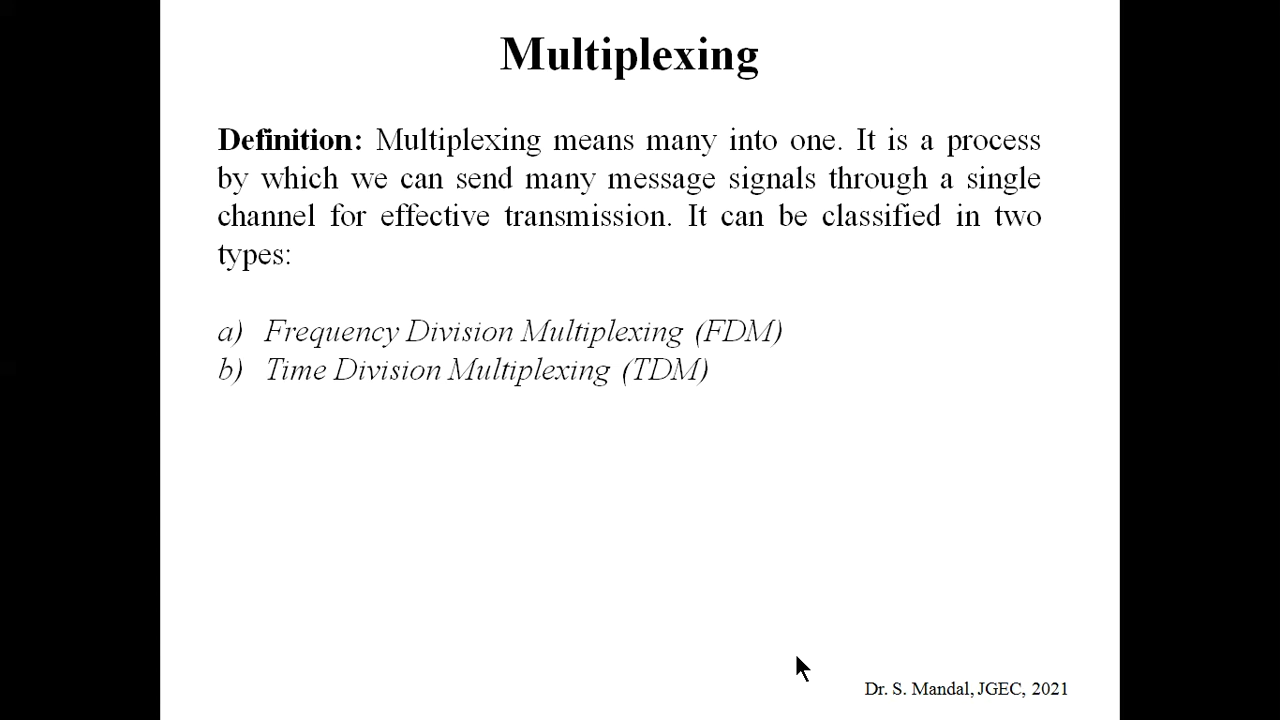 Multiplexing
Definition: Multiplexing means many into one. It is a process
by which we can send many message signals through a single
channel for effective transmission. It can be classified in two
types:
a) Frequency Division Multiplexing (FDM)
b) Time Division Multiplexing (TDM)
Dr. S. Mandal, JGEC, 2021